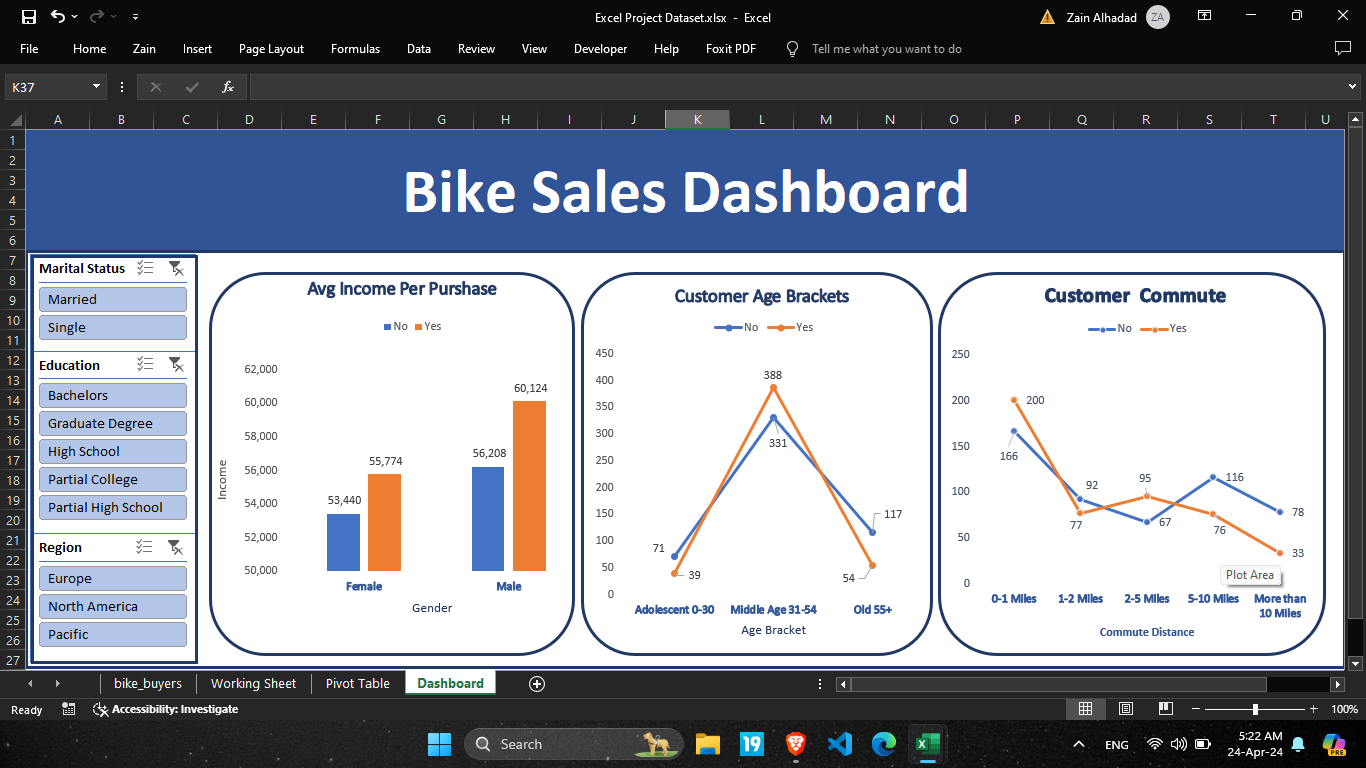 Excel Project Dataset.xlsx - Excel
Zain Alhadad
ZA
File Home Zain Insert Page Layout Formulas Data Review View Developer Help Foxit PDF Tell me what you want to do
K37
fx
A B C D E F G H I J K L M N O P Q R S T U
1
2
3
4
5
6
7
8
9
10
11
12
13
14
15
16
17
18
19
20
21
22
23
24
25
26
27
Bike Sales Dashboard
Marital Status
Married
Single
Education
Bachelors
Graduate Degree
High School
Partial College
Partial High School
Region
Europe
North America
Pacific
Avg Income Per Purshase
No Yes
62,000
60,000
58,000
56,000
54,000
52,000
50,000
Income
53,440
55,774
56,208
60,124
Female Male
Gender
Customer Age Brackets
No Yes
450
400
350
300
250
200
150
100
50
0
388
331
71
39
117
54
Adolescent 0-30 Middle Age 31-54 Old 55+
Age Bracket
Customer Commute
No Yes
250
200
150
100
50
0
200
166
92
77
95
67
116
76
78
33
Plot Area
0-1 Miles 1-2 Miles 2-5 Miles 5-10 Miles More than
10 Miles
Commute Distance
bike_buyers Working Sheet Pivot Table Dashboard
Ready
Accessibility: Investigate
100%
Search
19
ENG
5:22 AM
24-Apr-24
PRE